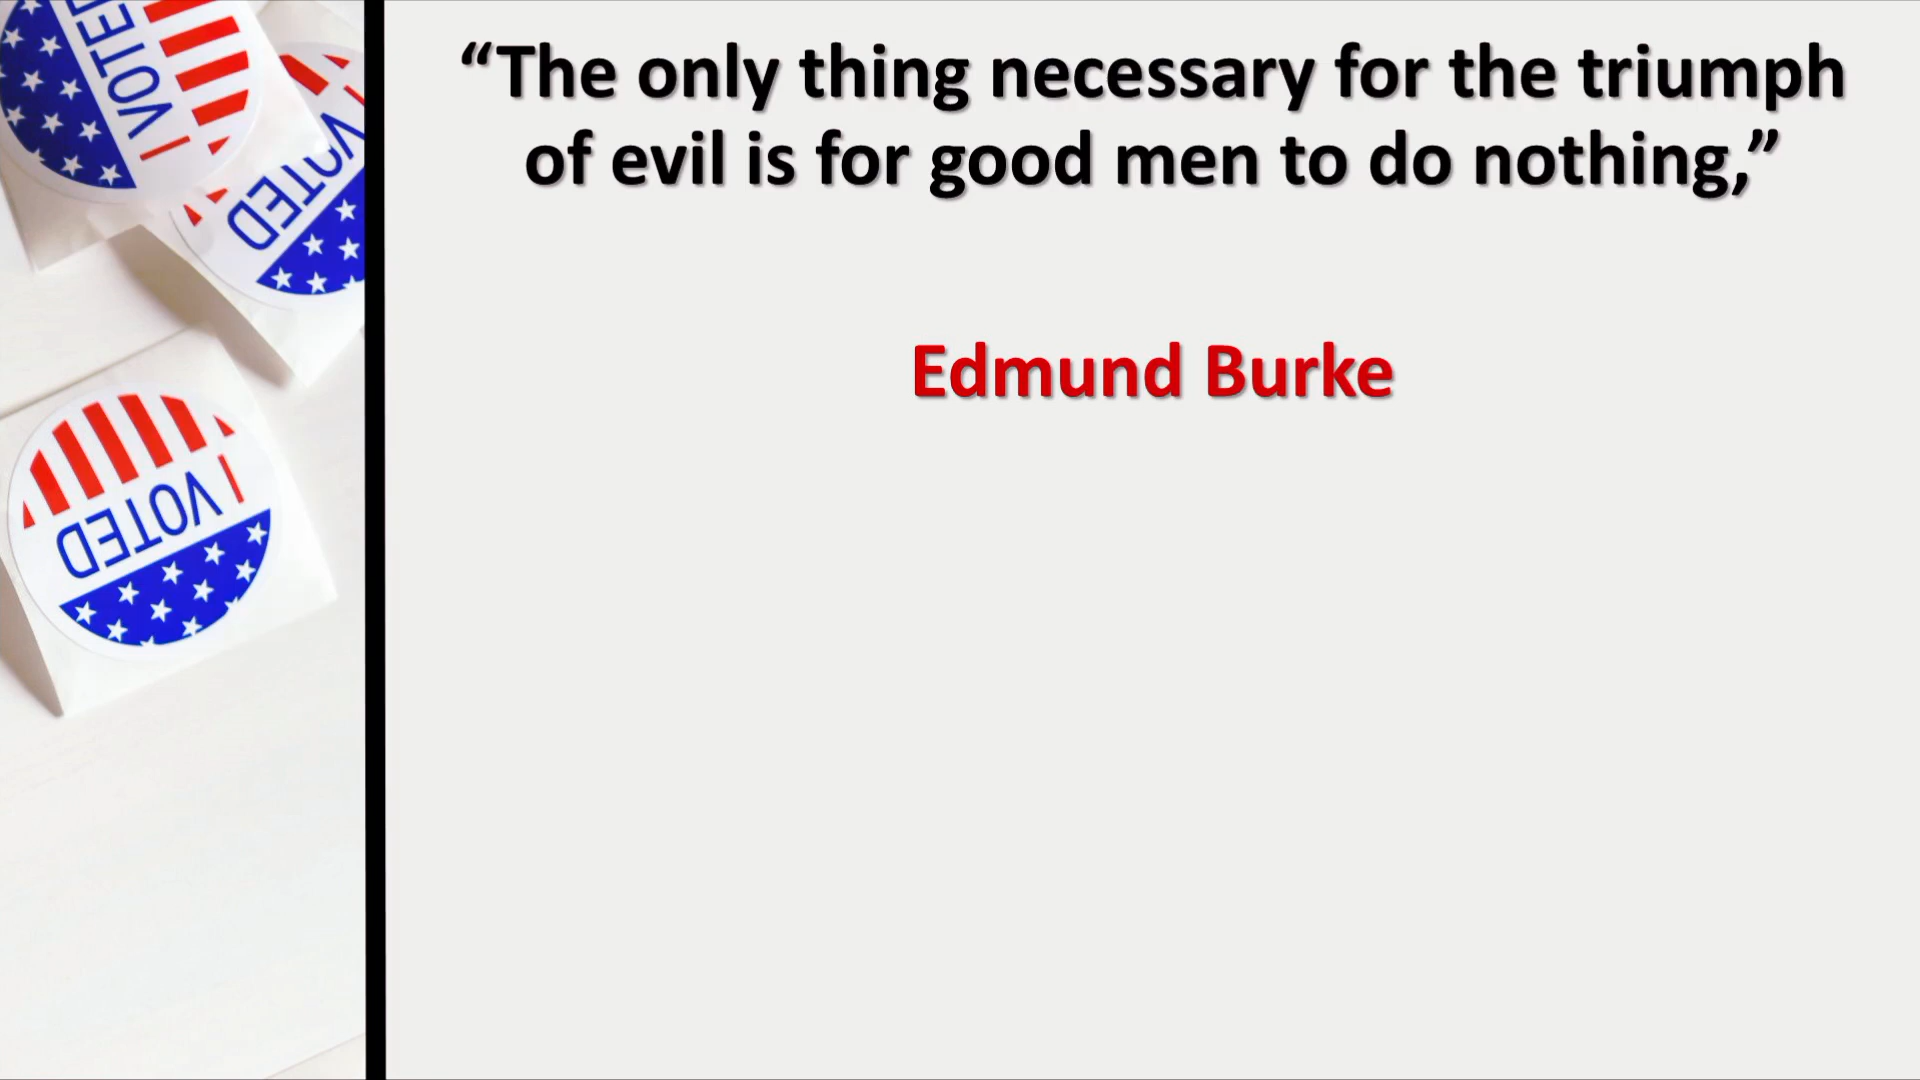 I VOTED
I VOTED
I VOTED
“The only thing necessary for the triumph
of evil is for good men to do nothing,”
Edmund Burke